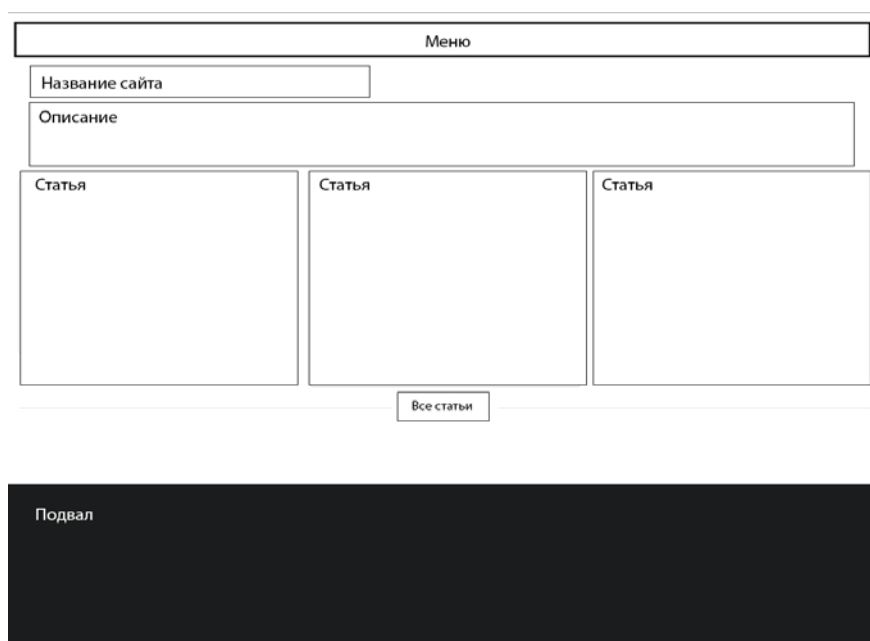 Меню
Название сайта
Описание
Статья
Статья
Статья
Все статьи
Подвал